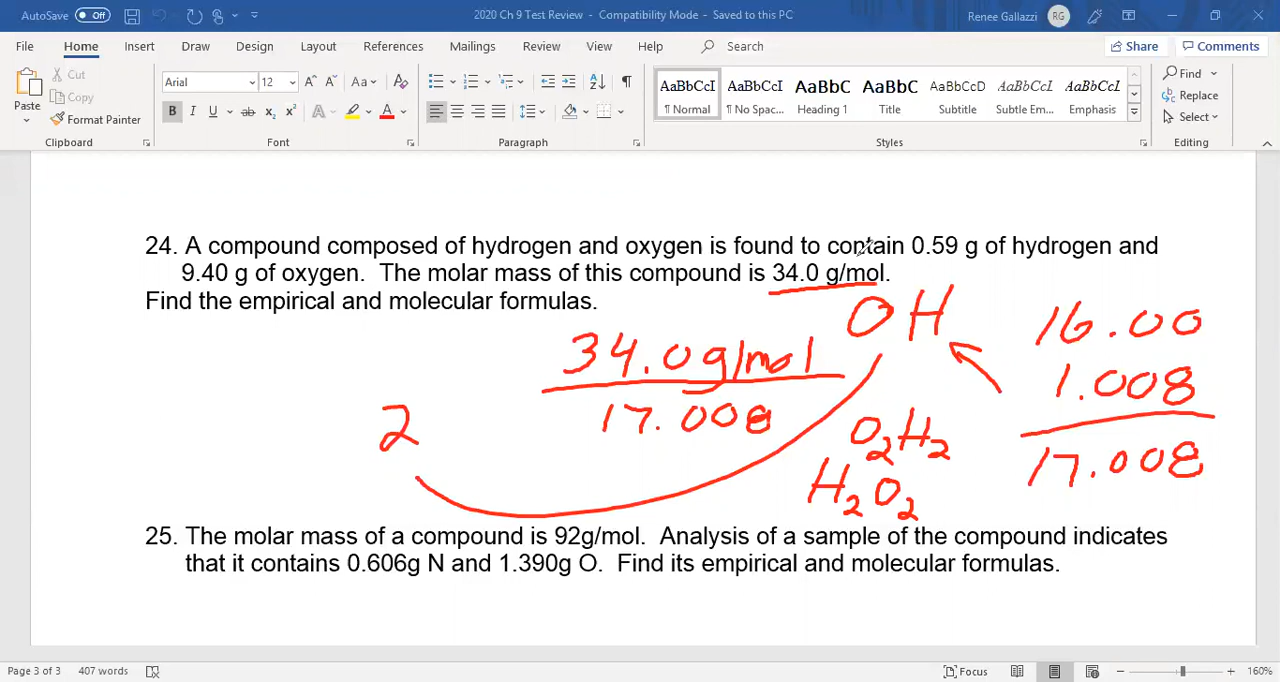 AutoSave Off 2020 Ch 9 Test Review - Compatibility Mode - Saved to this PC Renee Gallazzi RG
File Home Insert Draw Design Layout References Mailings Review View Help Search Share Comments
Paste Cut Copy Format Painter
Arial 12 A A Aa A
B I U ab x₂ x² A A
AaBbCcI AaBbCcI AaBbC AaBbC AaBbCcD AaBbCcI AaBbCcI
¶ Normal ¶ No Spac... Heading 1 Title Subtitle Subtle Em... Emphasis
Find Replace Select
Clipboard Font Paragraph Styles Editing
24. A compound composed of hydrogen and oxygen is found to contain 0.59 g of hydrogen and
9.40 g of oxygen. The molar mass of this compound is 34.0 g/mol.
Find the empirical and molecular formulas.
OH 16.00
34.0g/mol 1.008
2 17.008 O₂H₂ 17.008
H₂O₂
25. The molar mass of a compound is 92g/mol. Analysis of a sample of the compound indicates
that it contains 0.606g N and 1.390g O. Find its empirical and molecular formulas.
Page 3 of 3 407 words Focus 160%